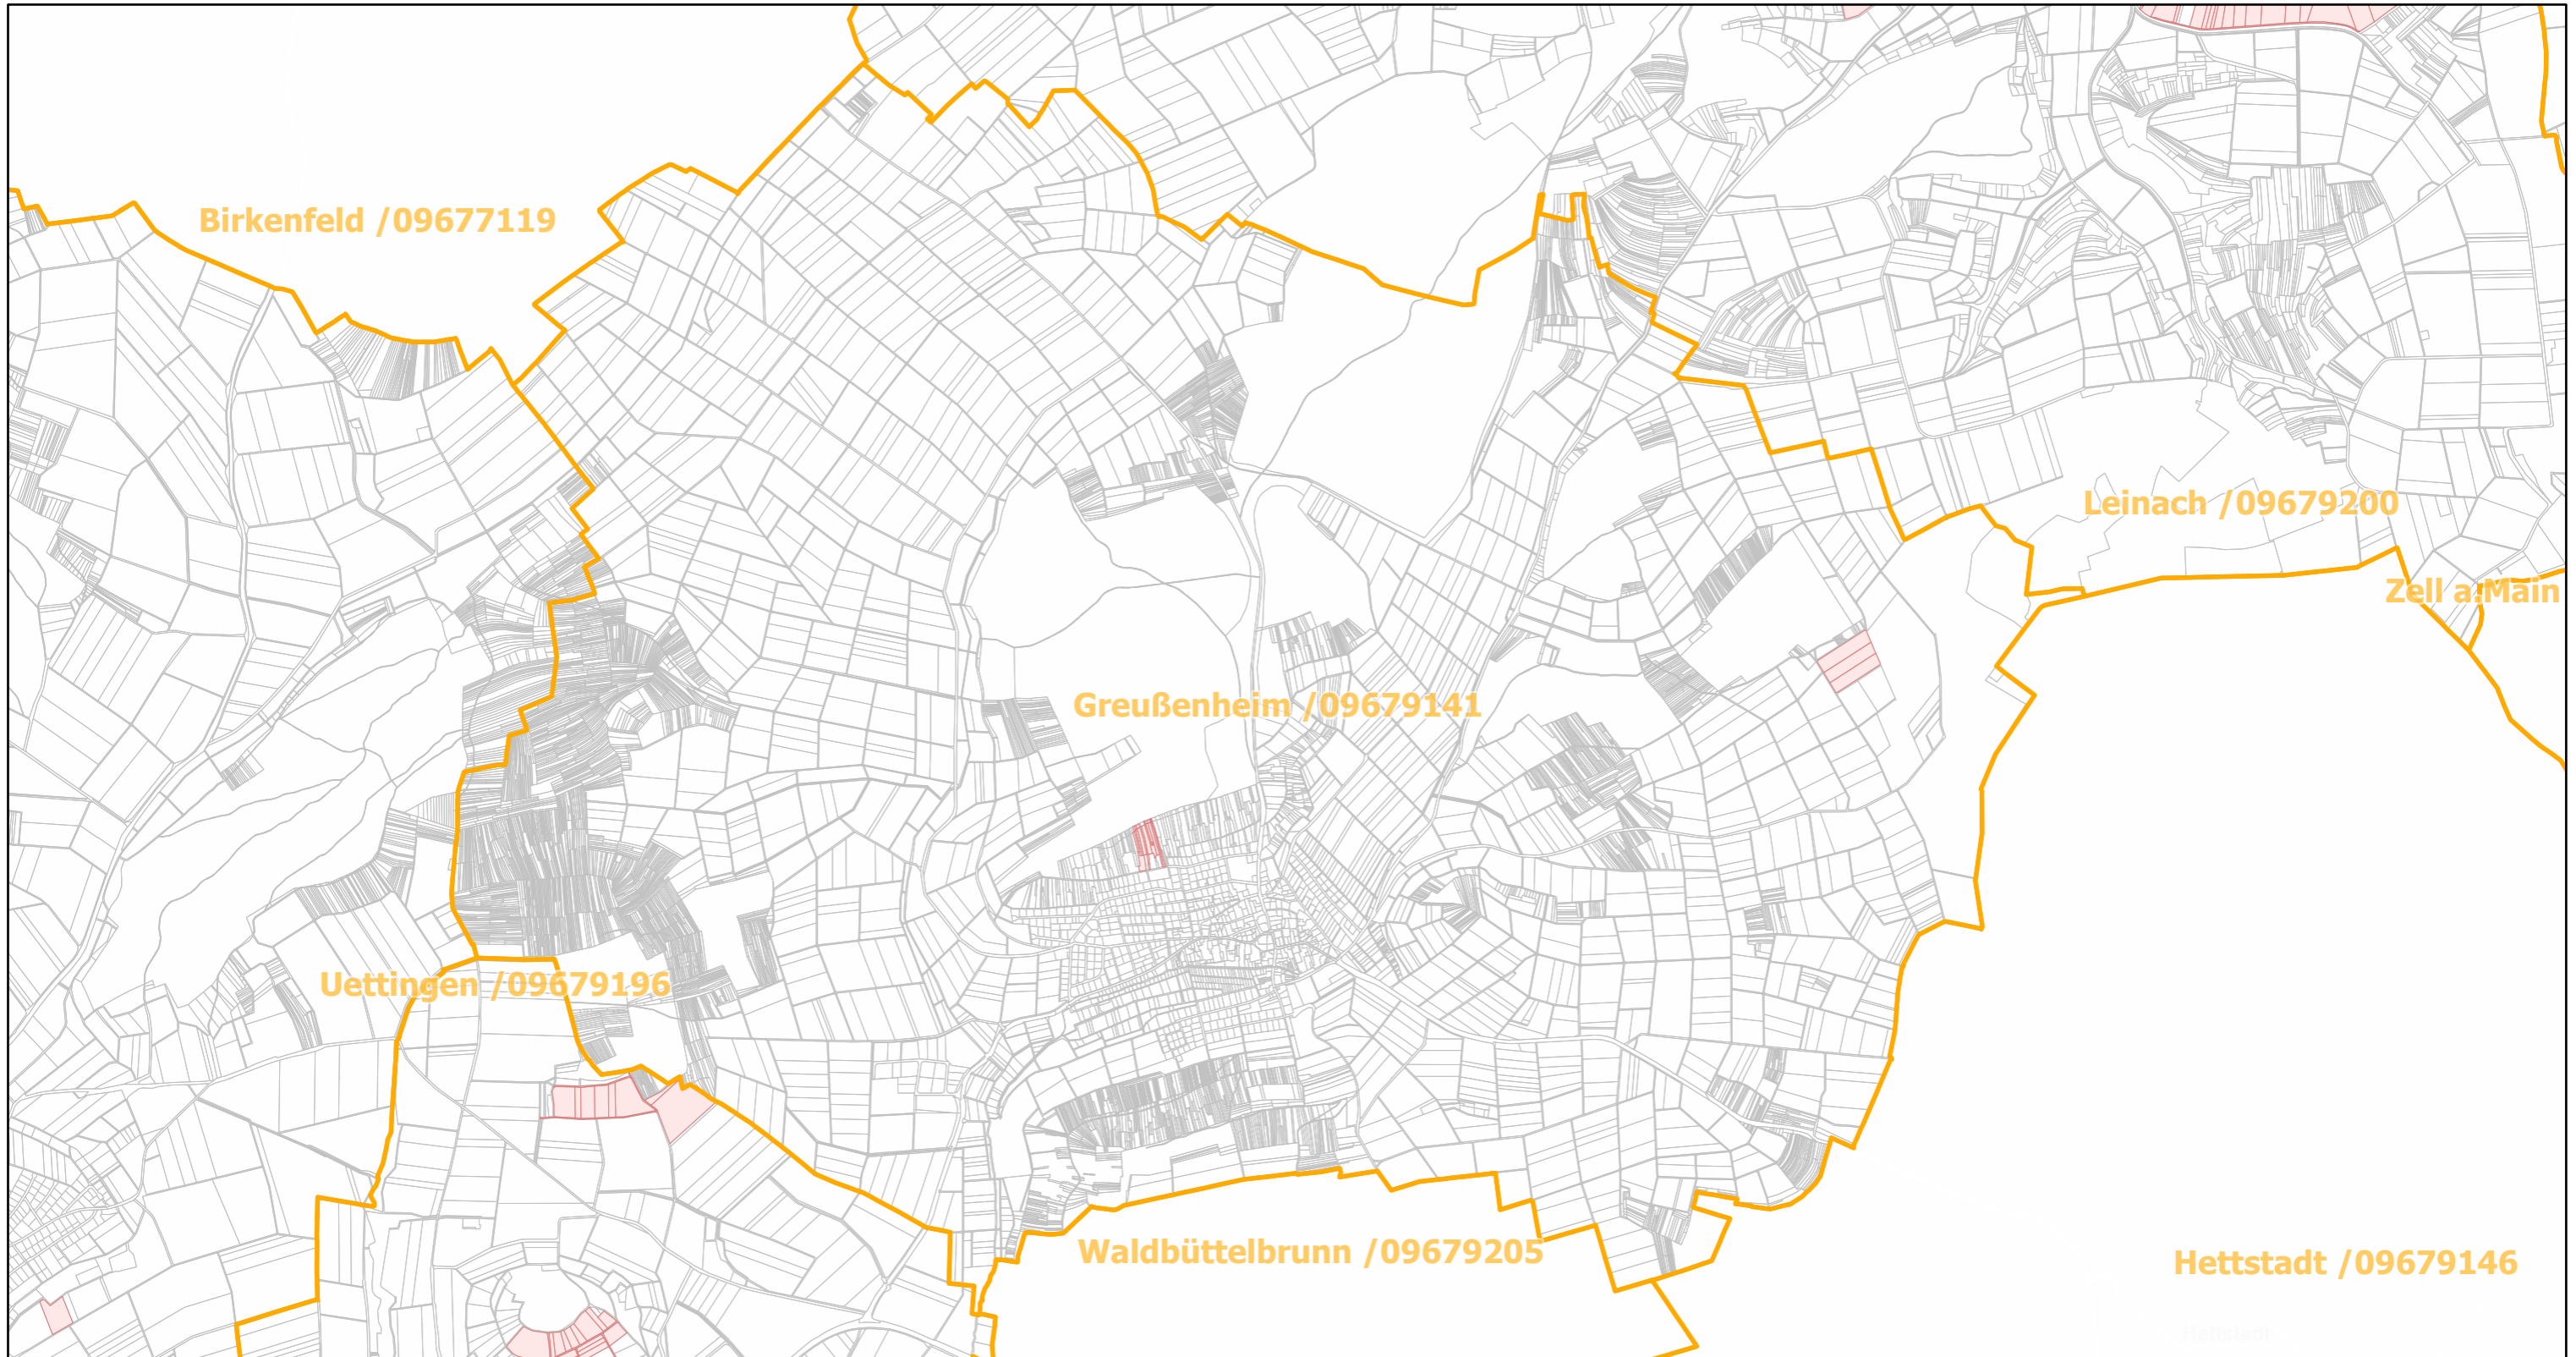 Birkenfeld /09677119
Leinach /09679200
Zell a.Main
Greußenheim /09679141
Uettingen /09679196
Waldbüttelbrunn /09679205
Hettstadt /09679146